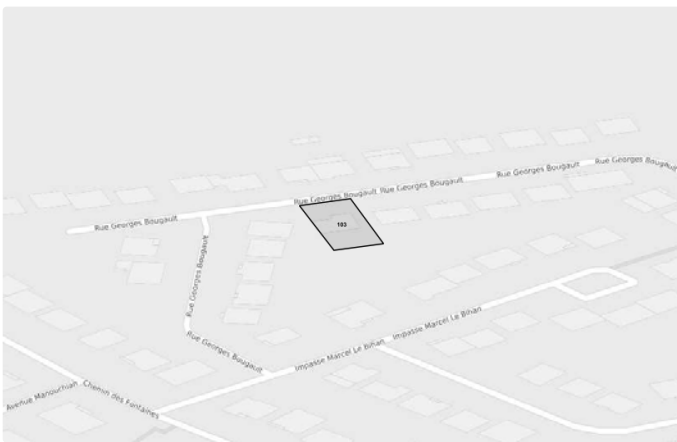 Rue Georges Bougault
Rue Georges Bougault
Rue Georges Bougault
Rue Georges Bougault
Rue Georges Bougault
103
Rue Georges Bougault
Rue Georges Bougault
Impasse Marcel Le Bihan
Impasse Marcel Le Bihan
Avenue Manouchian
Chemin des Fontaines